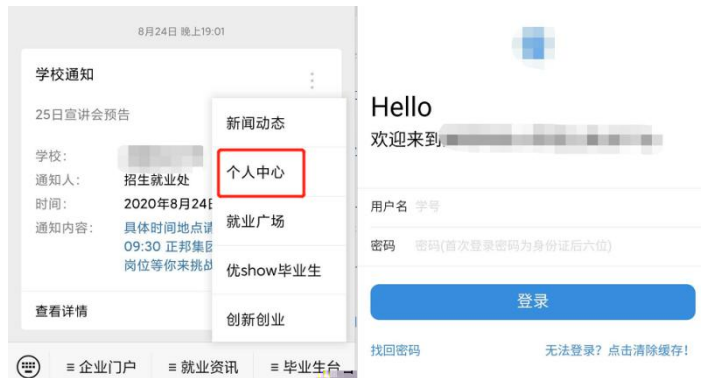 8月24日 晚上19:01
学校通知
25日宣讲会预告
学校:
通知人: 招生就业处
时间: 2020年8月24日
通知内容: 具体时间地点请
09:30 正邦集团
岗位等你来挑战
查看详情
新闻动态
个人中心
就业广场
优show毕业生
创新创业
≡ 企业门户 ≡ 就业资讯 ≡ 毕业生台
Hello
欢迎来到
用户名 学号
密码 密码(首次登录密码为身份证后六位)
登录
找回密码 无法登录？点击清除缓存！